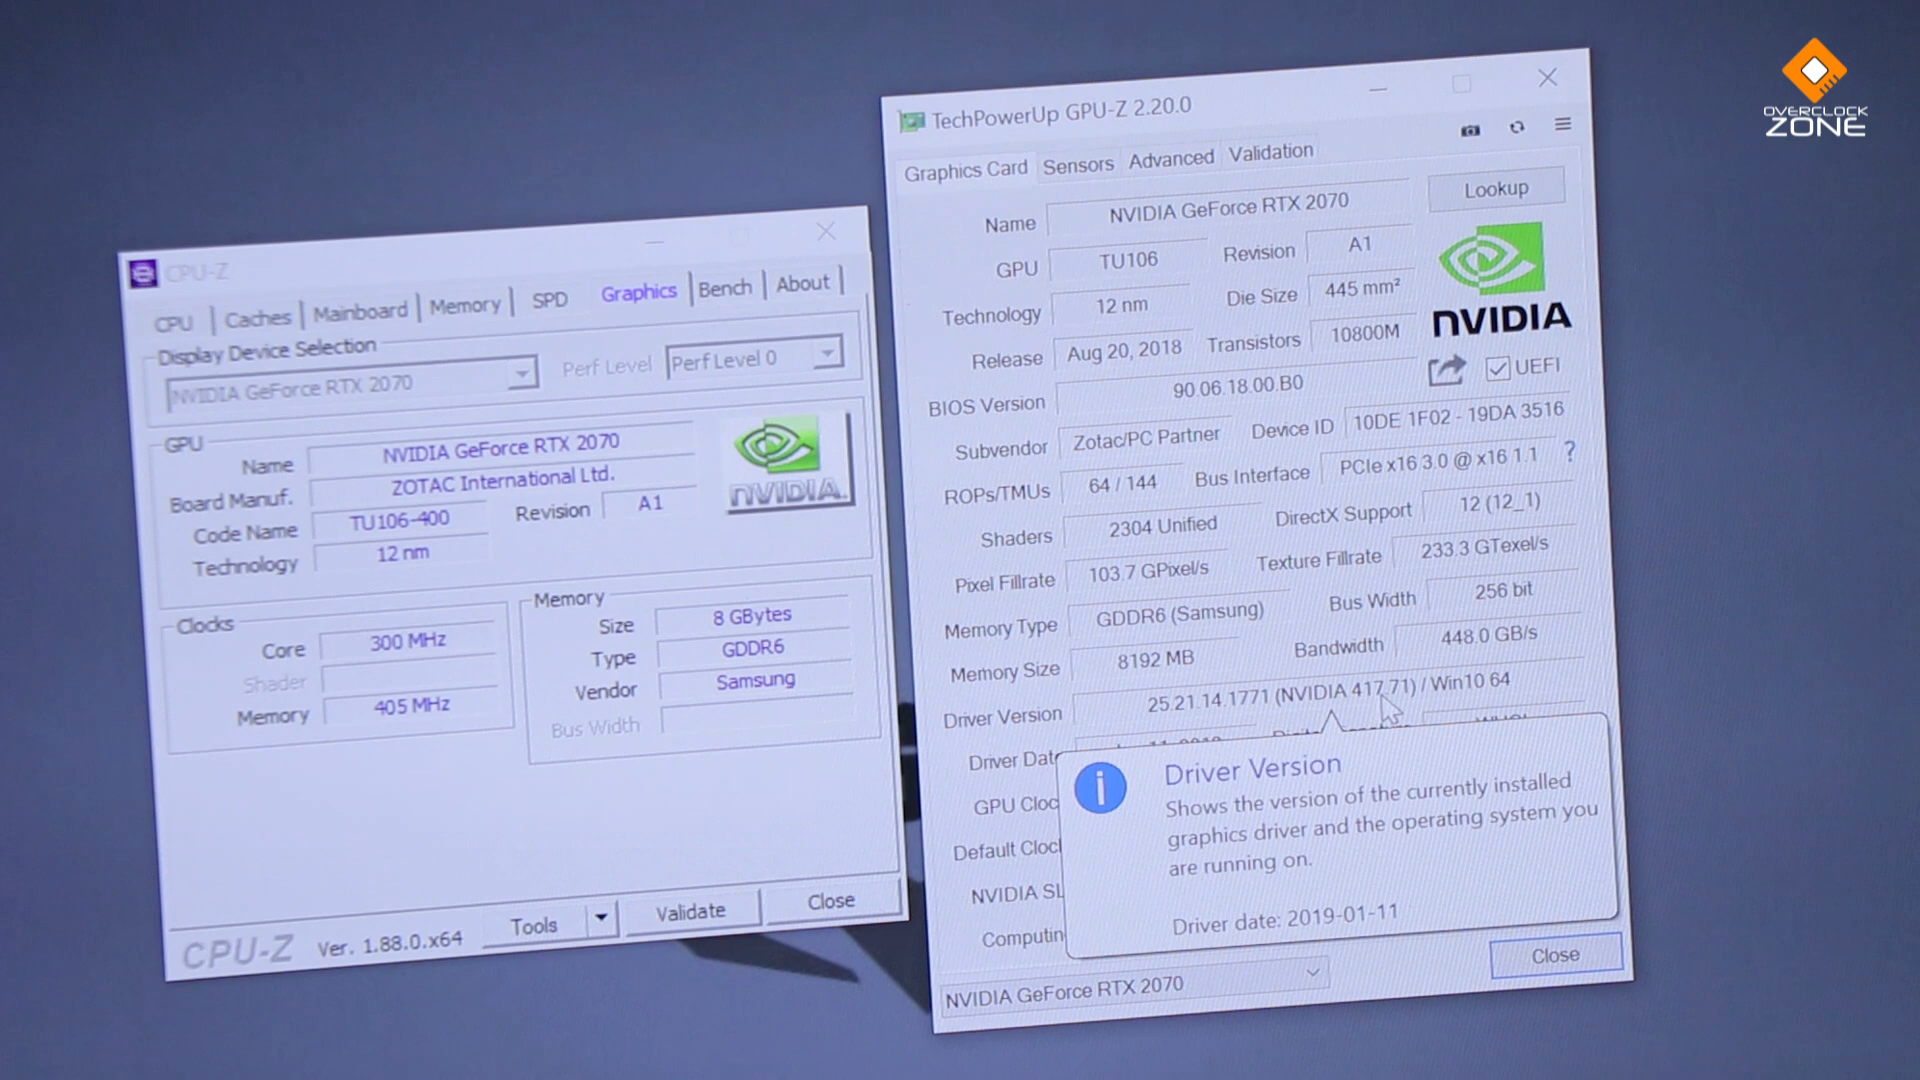 OVERCLOCK
ZONE
CPU-Z
CPU Caches Mainboard Memory SPD Graphics Bench About
Display Device Selection
NVIDIA GeForce RTX 2070 Perf Level Perf Level 0
GPU
Name NVIDIA GeForce RTX 2070
Board Manuf. ZOTAC International Ltd.
Code Name TU106-400 Revision A1
Technology 12 nm
NVIDIA.
Clocks
Core 300 MHz
Shader
Memory 405 MHz
Memory
Size 8 GBytes
Type GDDR6
Vendor Samsung
Bus Width
CPU-Z Ver. 1.88.0.x64 Tools Validate Close
TechPowerUp GPU-Z 2.20.0
Graphics Card Sensors Advanced Validation
Name NVIDIA GeForce RTX 2070 Lookup
GPU TU106 Revision A1
Technology 12 nm Die Size 445 mm²
NVIDIA
Release Aug 20, 2018 Transistors 10800M
BIOS Version 90.06.18.00.B0 UEFI
Subvendor Zotac/PC Partner Device ID 10DE 1F02 - 19DA 3516
ROPs/TMUs 64 / 144 Bus Interface PCIe x16 3.0 @ x16 1.1 ?
Shaders 2304 Unified DirectX Support 12 (12_1)
Pixel Fillrate 103.7 GPixel/s Texture Fillrate 233.3 GTexel/s
Memory Type GDDR6 (Samsung) Bus Width 256 bit
Memory Size 8192 MB Bandwidth 448.0 GB/s
Driver Version 25.21.14.1771 (NVIDIA 417.71) / Win10 64
Driver Date
GPU Cloc
Default Clock
NVIDIA SL
Computin
Driver Version
Shows the version of the currently installed
graphics driver and the operating system you
are running on.
Driver date: 2019-01-11
NVIDIA GeForce RTX 2070 Close